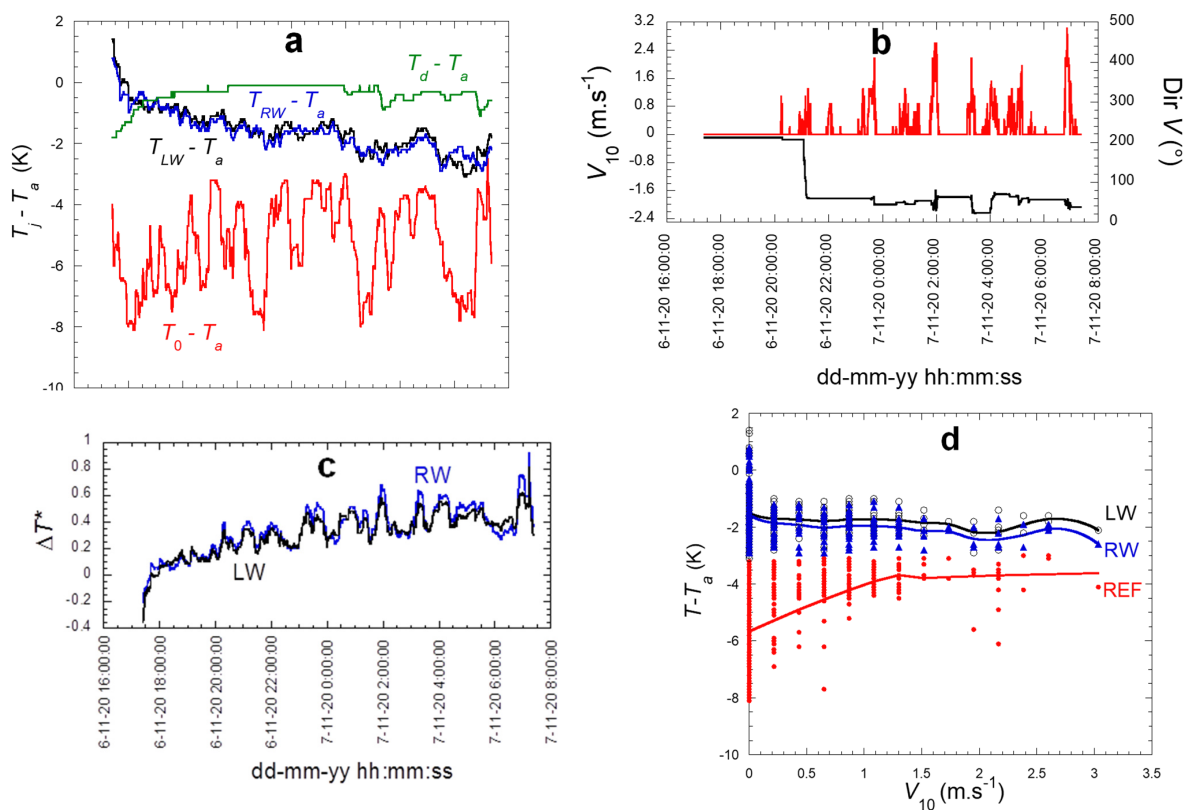 a
2
0
-2
-4
-6
-8
-10
T_j - T_a (K)
T_d - T_a
T_RW - T_a
T_LW - T_a
T_0 - T_a
b
3.2
2.4
1.6
0.8
0
-0.8
-1.6
-2.4
V_10 (m.s⁻¹)
500
400
300
200
100
0
Dir V (°)
6-11-20 16:00:00
6-11-20 18:00:00
6-11-20 20:00:00
6-11-20 22:00:00
7-11-20 0:00:00
7-11-20 2:00:00
7-11-20 4:00:00
7-11-20 6:00:00
7-11-20 8:00:00
dd-mm-yy hh:mm:ss
c
1
0.8
0.6
0.4
0.2
0
-0.2
-0.4
ΔT*
RW
LW
6-11-20 16:00:00
6-11-20 18:00:00
6-11-20 20:00:00
6-11-20 22:00:00
7-11-20 0:00:00
7-11-20 2:00:00
7-11-20 4:00:00
7-11-20 6:00:00
7-11-20 8:00:00
dd-mm-yy hh:mm:ss
d
2
0
-2
-4
-6
-8
-10
T-T_a (K)
LW
RW
REF
0 0.5 1 1.5 2 2.5 3 3.5
V_10 (m.s⁻¹)